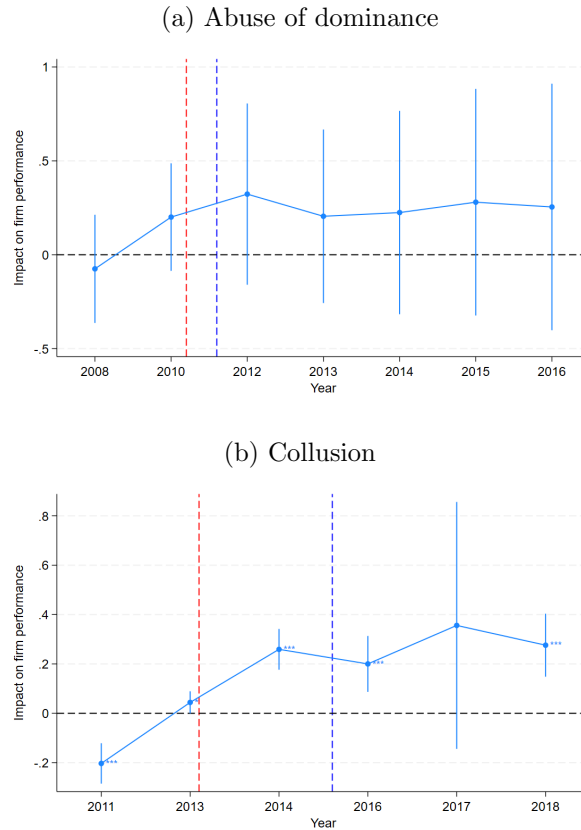 (a) Abuse of dominance
Impact on firm performance
1
.5
0
-.5
2008 2010 2012 2013 2014 2015 2016
Year
(b) Collusion
Impact on firm performance
.8
.6
.4
.2
0
-.2
***
*
***
***
***
2011 2013 2014 2016 2017 2018
Year